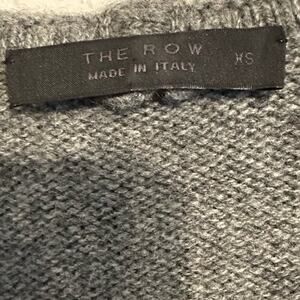 THE ROW
MADE IN ITALY
XS